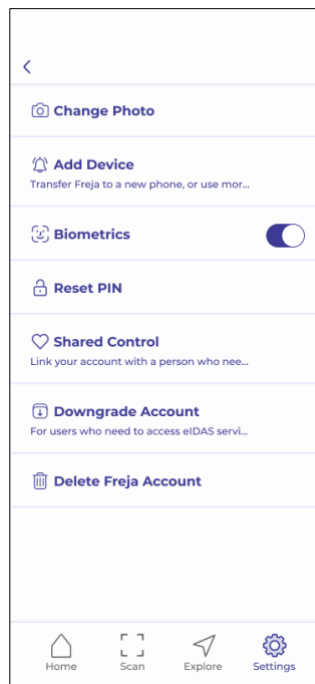 Change Photo
Add Device
Transfer Freja to a new phone, or use mor...
Biometrics
Reset PIN
Shared Control
Link your account with a person who nee...
Downgrade Account
For users who need to access eIDAS servi...
Delete Freja Account
Home Scan Explore Settings